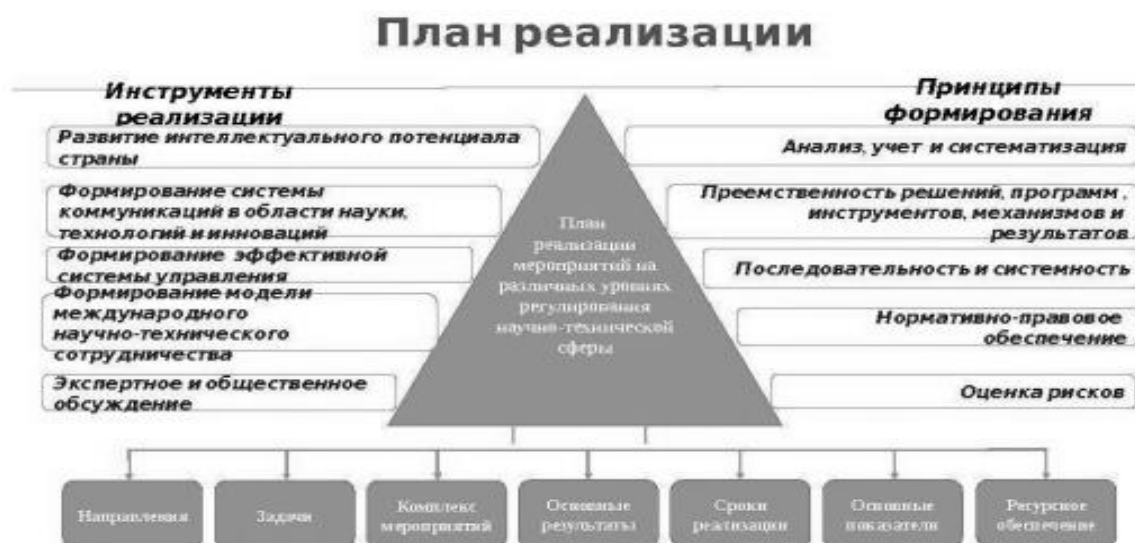 План реализации
Инструменты
реализации
Развитие интеллектуального потенциала
страны
Формирование системы
коммуникаций в области науки,
технологий и инноваций
Формирование эффективной
системы управления
Формирование модели
международного
научно-технического
сотрудничества
Экспертное и общественное
обсуждение
План
реализации
мероприятий на
различных уровнях
регулирования
научно-технической
сферы
Принципы
формирования
Анализ, учет и систематизация
Преемственность решений, программ ,
инструментов, механизмов и
результатов
Последовательность и системность
Нормативно-правовое
обеспечение
Оценка рисков
Направления
Задачи
Комплекс
мероприятий
Основные
результаты
Сроки
реализации
Основные
показатели
Ресурсное
обеспечение